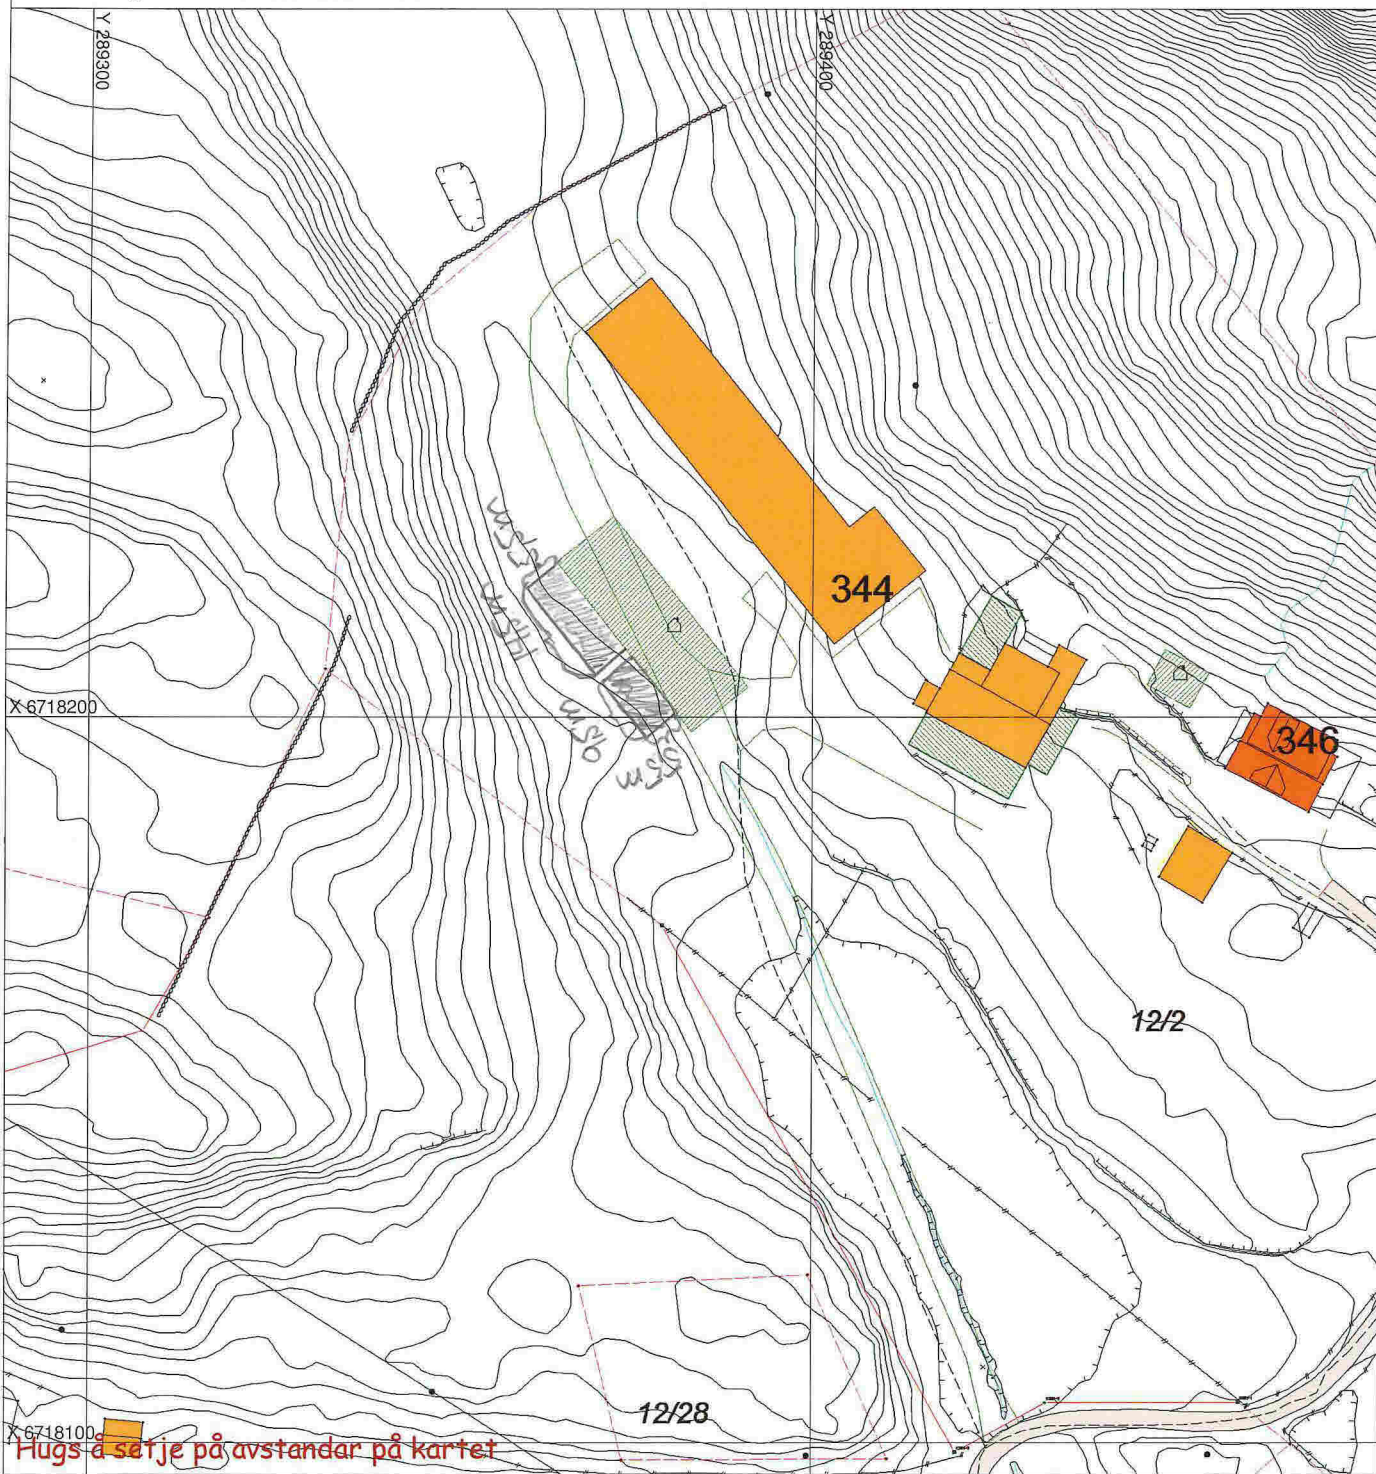 Y 289300
Y 289400
344
X 6718200
346
12/2
12/28
X 6718100
Hugs å setje på avstandar på kartet